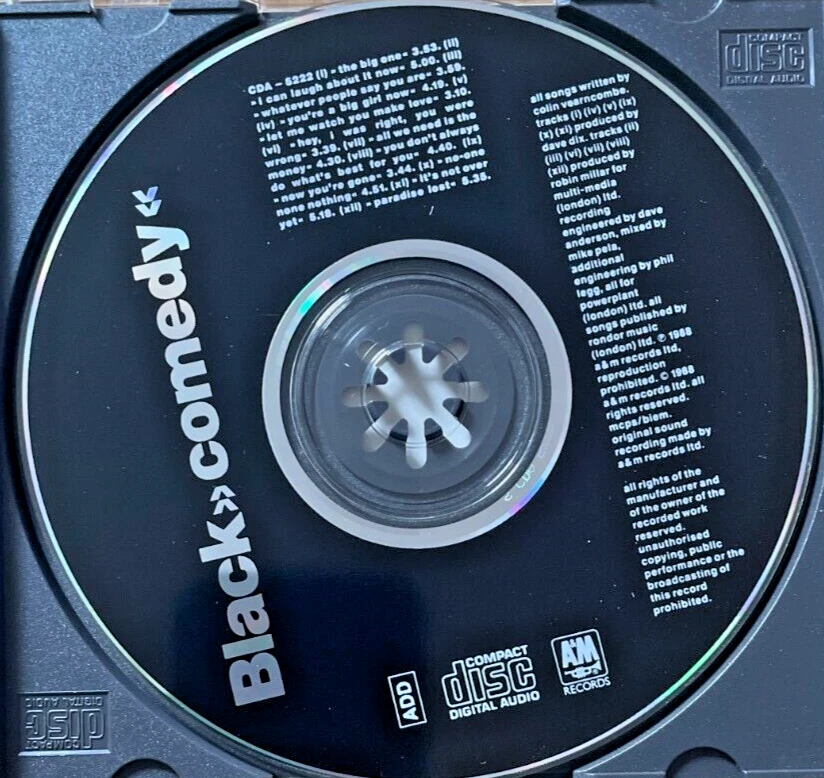 Black»comedy«
CDA – 5222 (i) - the big one- 3.53. (ii)
- i can laugh about it now- 5.00. (iii)
- whatever people say you are- 3.59.
(iv) - you're a big girl now- 4.19. (v)
- let me watch you make love- 3.10.
(vi) - hey, i was right, you were
wrong- 3.39. (vii) - all we need is the
money- 4.30. (viii) - you don't always
do what's best for you- 4.40. (ix)
- now you're gone- 3.44. (x) - no-one
none nothing- 4.51. (xi) - it's not over
yet- 5.18. (xii) - paradise lost- 5.35.
all songs written by
colin vearncombe.
tracks (i) (iv) (v) (ix)
(x) (xi) produced by
dave dix. tracks (ii)
(iii) (vi) (vii) (viii)
(xii) produced by
robin millar for
multi-media
(london) ltd.
recording
engineered by dave
anderson, mixed by
mike pela,
additional
engineering by phil
legg, all for
powerplant
(london) ltd. all
songs published by
rondor music
(london) ltd. ℗ 1988
a&m records ltd,
reproduction
prohibited. © 1988
a&m records ltd. all
rights reserved.
mcps/biem.
original sound
recording made by
a&m records ltd.
all rights of the
manufacturer and
of the owner of the
recorded work
reserved.
unauthorised
copying, public
performance or the
broadcasting of
this record
prohibited.
ADD
COMPACT
disc
DIGITAL AUDIO
A&M
RECORDS
COMPACT
disc
DIGITAL AUDIO
COMPACT
disc
DIGITAL AUDIO